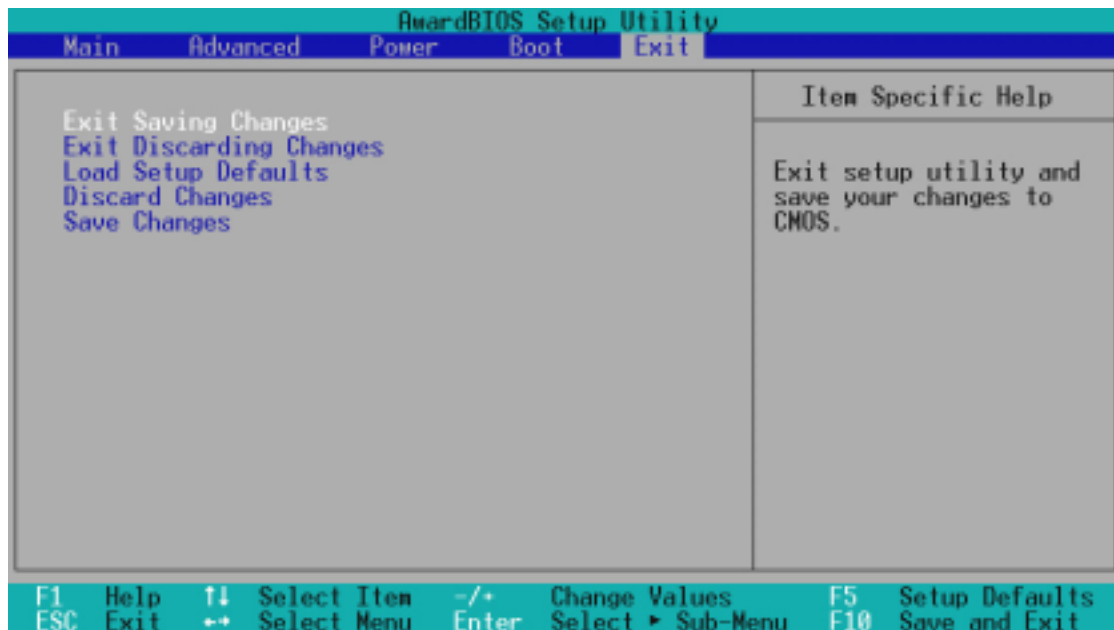 AwardBIOS Setup Utility
Main Advanced Power Boot Exit
Exit Saving Changes
Exit Discarding Changes
Load Setup Defaults
Discard Changes
Save Changes
Item Specific Help
Exit setup utility and
save your changes to
CMOS.
F1 Help ↑↓ Select Item -/+ Change Values F5 Setup Defaults
ESC Exit ←→ Select Menu Enter Select ► Sub-Menu F10 Save and Exit